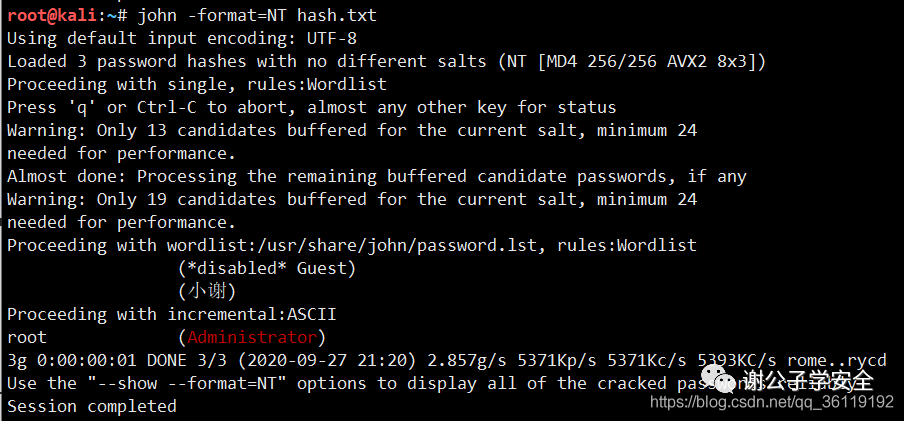 root@kali:~# john -format=NT hash.txt
Using default input encoding: UTF-8
Loaded 3 password hashes with no different salts (NT [MD4 256/256 AVX2 8x3])
Proceeding with single, rules:Wordlist
Press 'q' or Ctrl-C to abort, almost any other key for status
Warning: Only 13 candidates buffered for the current salt, minimum 24
needed for performance.
Almost done: Processing the remaining buffered candidate passwords, if any
Warning: Only 19 candidates buffered for the current salt, minimum 24
needed for performance.
Proceeding with wordlist:/usr/share/john/password.lst, rules:Wordlist
(*disabled* Guest)
(小谢)
Proceeding with incremental:ASCII
root (Administrator)
3g 0:00:00:01 DONE 3/3 (2020-09-27 21:20) 2.857g/s 5371Kp/s 5371Kc/s 5393KC/s rome..rycd
Use the "--show --format=NT" options to display all of the cracked
谢公子学安全
Session completed
https://blog.csdn.net/qq_36119192